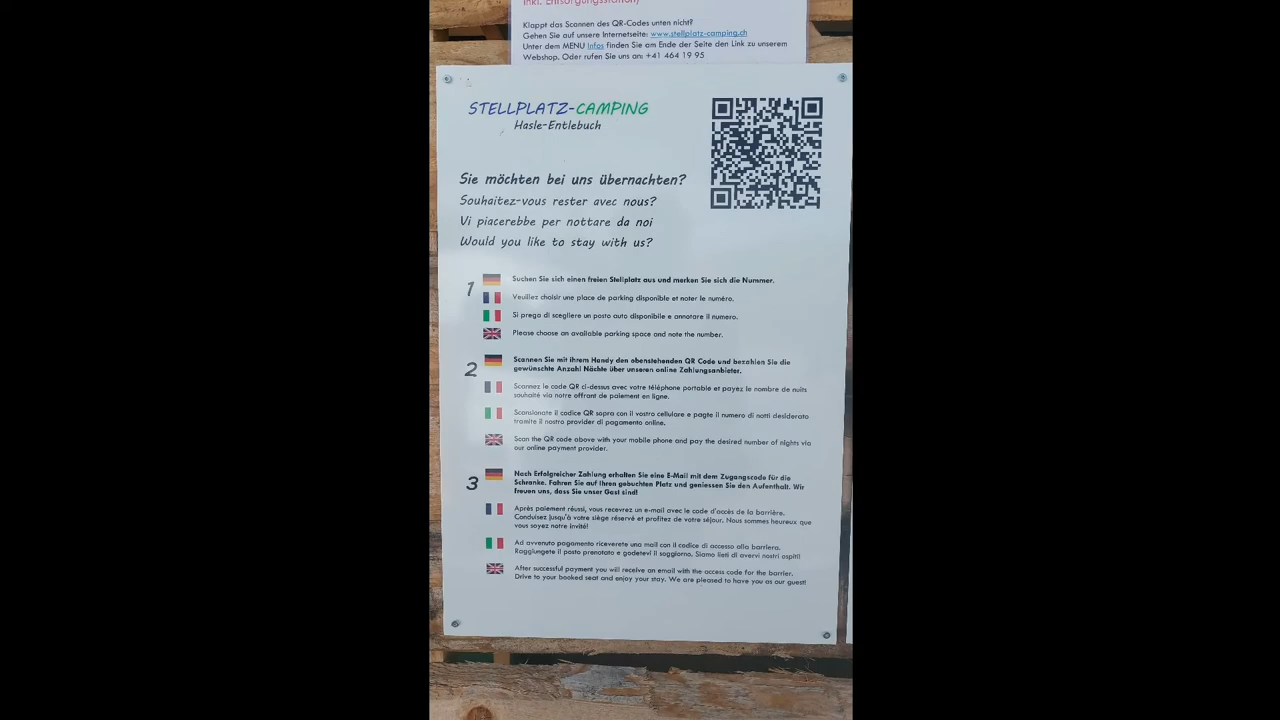 Inkl. Entsorgungsstation)
Klappt das Scannen des QR-Codes unten nicht?
Gehen Sie auf unsere Internetseite: www.stellplatz-camping.ch
Unter dem MENU Infos finden Sie am Ende der Seite den Link zu unserem
Webshop. Oder rufen Sie uns an: +41 464 19 95
STELLPLATZ-CAMPING
Hasle-Entlebuch
Sie möchten bei uns übernachten?
Souhaitez-vous rester avec nous?
Vi piacerebbe per nottare da noi
Would you like to stay with us?
1
Suchen Sie sich einen freien Stellplatz aus und merken Sie sich die Nummer.
Veuillez choisir une place de parking disponible et noter le numéro.
Si prega di scegliere un posto auto disponibile e annotare il numero.
Please choose an available parking space and note the number.
2
Scannen Sie mit ihrem Handy den obenstehenden QR Code und bezahlen Sie die
gewünschte Anzahl Nächte über unseren online Zahlungsanbieter.
Scannez le code QR ci-dessus avec votre téléphone portable et payez le nombre de nuits
souhaité via notre offrant de paiement en ligne.
Scansionate il codice QR sopra con il vostro cellulare e pagte il numero di notti desiderato
tramite il nostro provider di pagamento online.
Scan the QR code above with your mobile phone and pay the desired number of nights via
our online payment provider.
3
Nach Erfolgreicher Zahlung erhalten Sie eine E-Mail mit dem Zugangscode für die
Schranke. Fahren Sie auf Ihren gebuchten Platz und geniessen Sie den Aufenthalt. Wir
freuen uns, dass Sie unser Gast sind!
Après paiement réussi, vous recevrez un e-mail avec le code d'accès de la barrière.
Conduisez jusqu'à votre siège réservé et profitez de votre séjour. Nous sommes heureux que
vous soyez notre invité!
Ad avvenuto pagamento riceverete una mail con il codice di accesso alla barriera.
Raggiungete il posto prenotato e godetevi il soggiorno. Siamo lieti di avervi nostri ospiti!
After successful payment you will receive an email with the access code for the barrier.
Drive to your booked seat and enjoy your stay. We are pleased to have you as our guest!